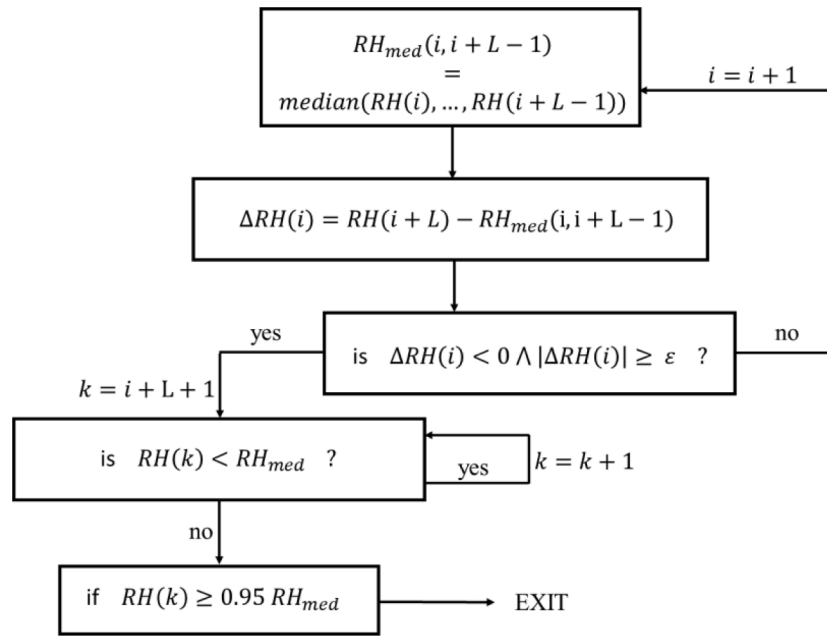 RH_med(i, i + L − 1)
=
median(RH(i), … , RH(i + L − 1))
i = i + 1
ΔRH(i) = RH(i + L) − RH_med(i, i + L − 1)
is ΔRH(i) < 0 ∧ |ΔRH(i)| ≥ ε ?
yes
no
k = i + L + 1
is RH(k) < RH_med ?
yes
k = k + 1
no
if RH(k) ≥ 0.95 RH_med
EXIT